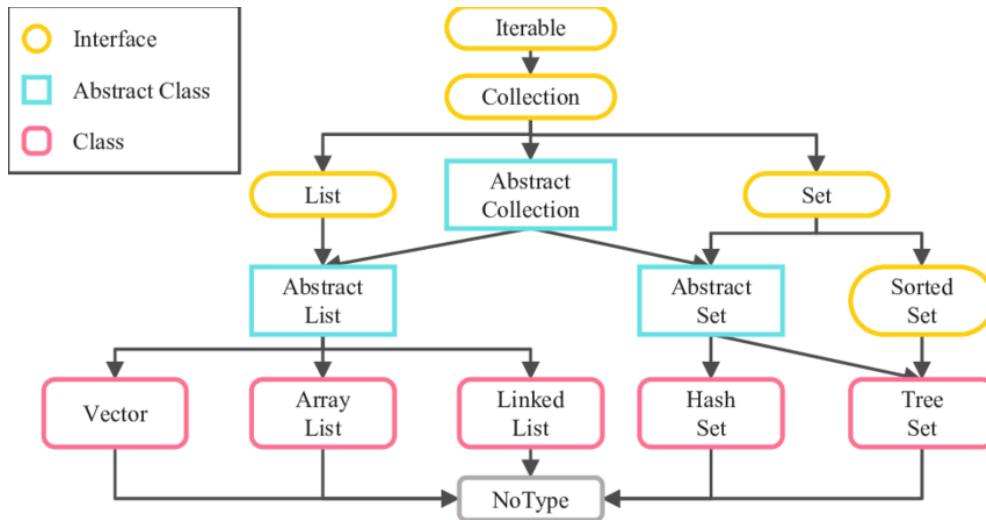 Interface
Abstract Class
Class
Iterable
Collection
List
Abstract
Collection
Set
Abstract
List
Abstract
Set
Sorted
Set
Vector
Array
List
Linked
List
Hash
Set
Tree
Set
NoType